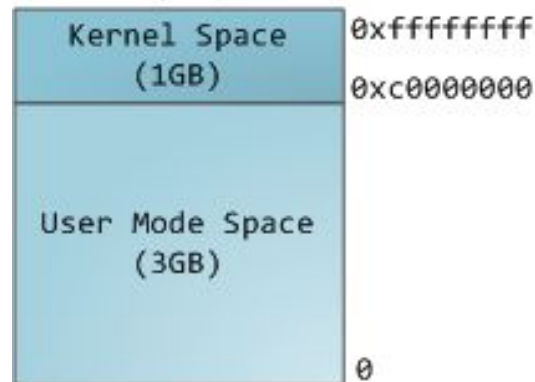 Kernel Space
(1GB)
0xffffffff
0xc0000000
User Mode Space
(3GB)
0